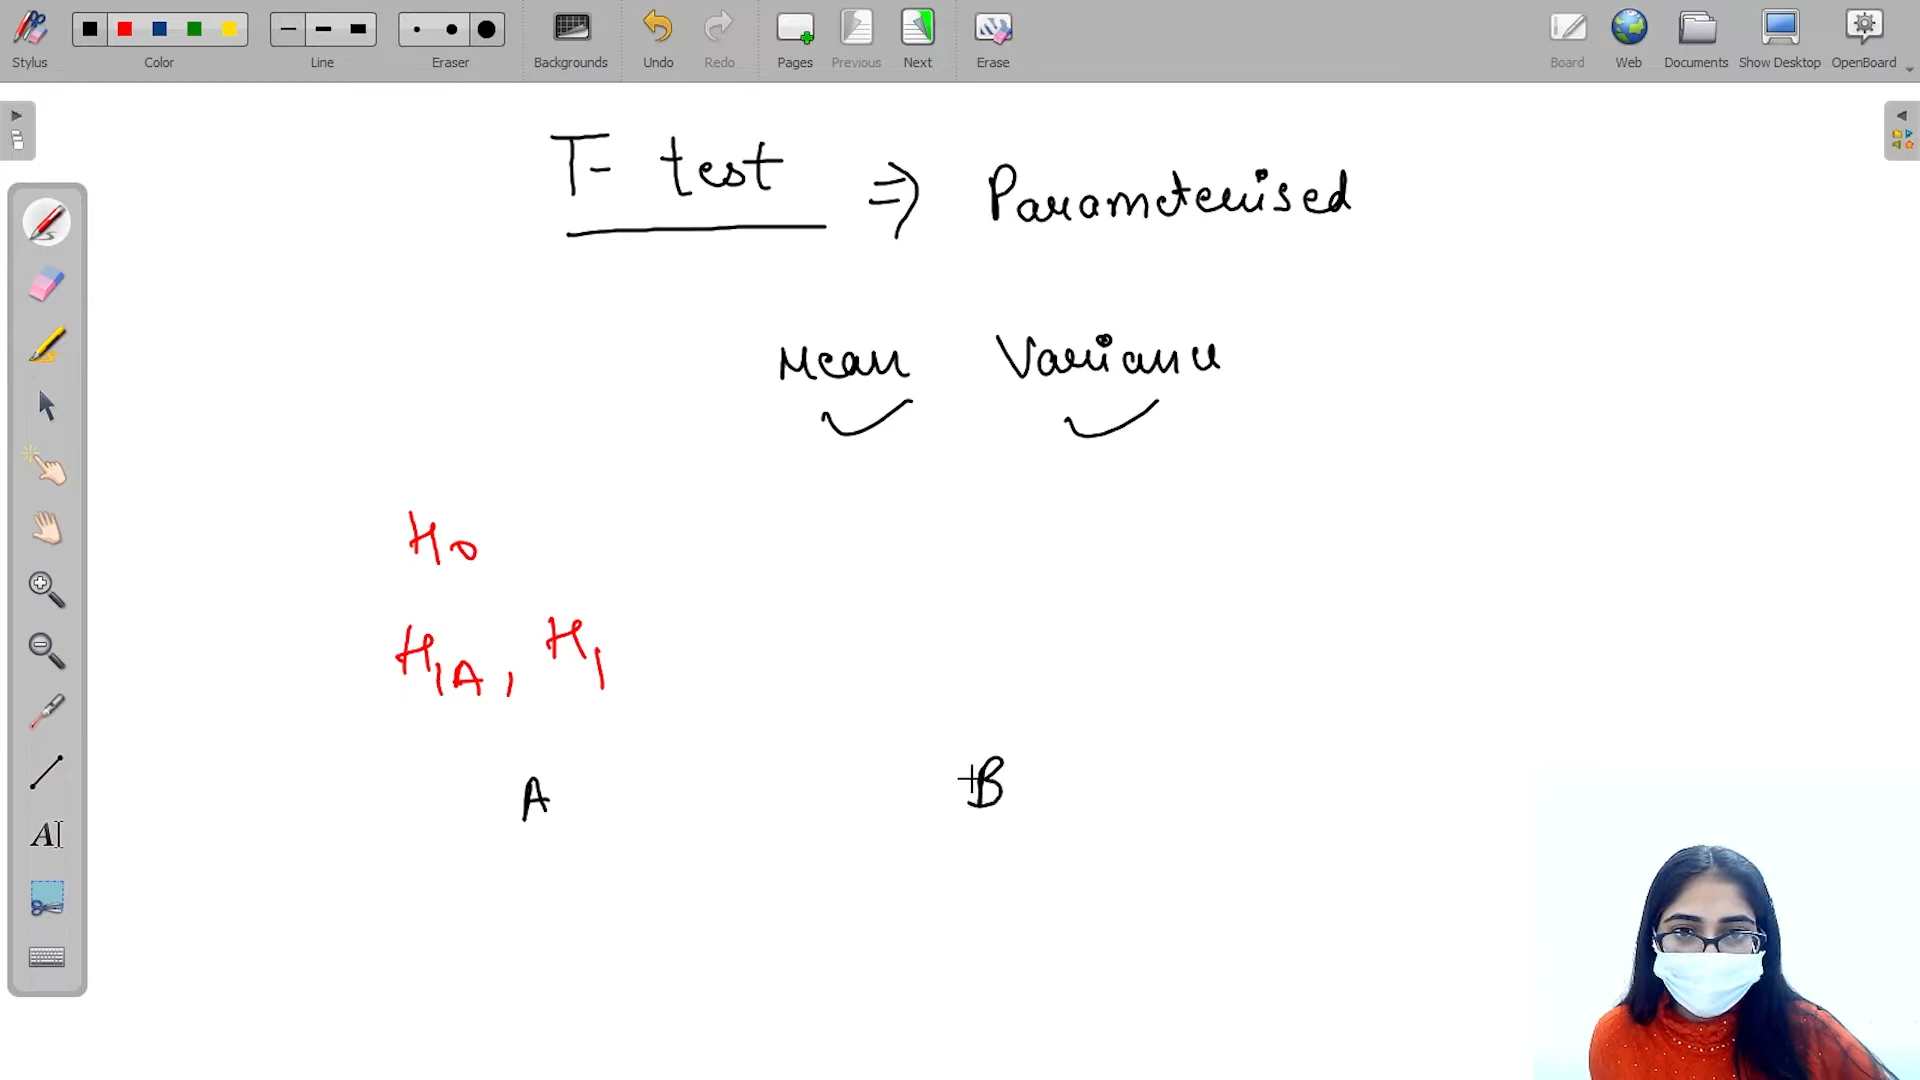 Stylus Color Line Eraser Backgrounds Undo Redo Pages Previous Next Erase Board Web Documents Show Desktop OpenBoard
T- test ⇒ Parameterised
Mean Variance
H0
H1A, H1
A B